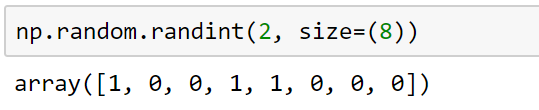 np.random.randint(2, size=(8))
array([1, 0, 0, 1, 1, 0, 0, 0])